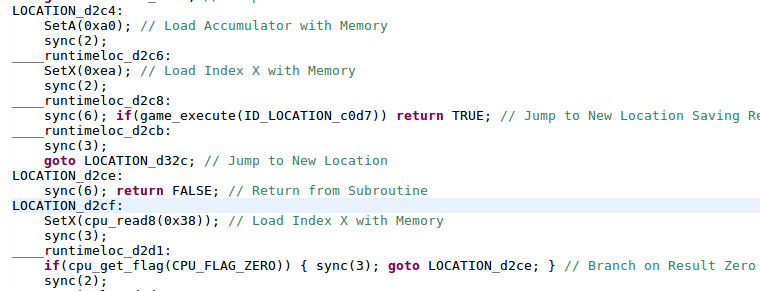 LOCATION_d2c4:
SetA(0xa0); // Load Accumulator with Memory
sync(2);
____runtimeloc_d2c6:
SetX(0xea); // Load Index X with Memory
sync(2);
____runtimeloc_d2c8:
sync(6); if(game_execute(ID_LOCATION_c0d7)) return TRUE; // Jump to New Location Saving Re
____runtimeloc_d2cb:
sync(3);
goto LOCATION_d32c; // Jump to New Location
LOCATION_d2ce:
sync(6); return FALSE; // Return from Subroutine
LOCATION_d2cf:
SetX(cpu_read8(0x38)); // Load Index X with Memory
sync(3);
____runtimeloc_d2d1:
if(cpu_get_flag(CPU_FLAG_ZERO)) { sync(3); goto LOCATION_d2ce; } // Branch on Result Zero
sync(2);